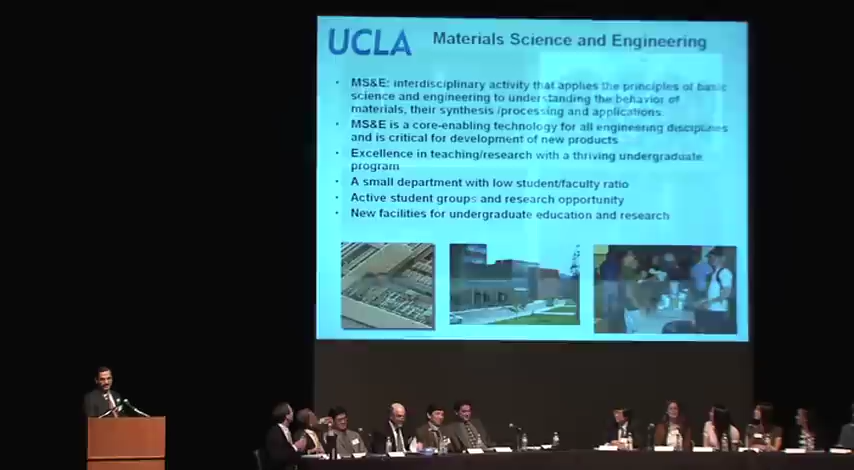 UCLA Materials Science and Engineering
• MS&E: interdisciplinary activity that applies the principles of basic
science and engineering to understanding the behavior of
materials, their synthesis /processing and applications.
• MS&E is a core-enabling technology for all engineering disciplines
and is critical for development of new products
• Excellence in teaching/research with a thriving undergraduate
program
• A small department with low student/faculty ratio
• Active student groups and research opportunity
• New facilities for undergraduate education and research